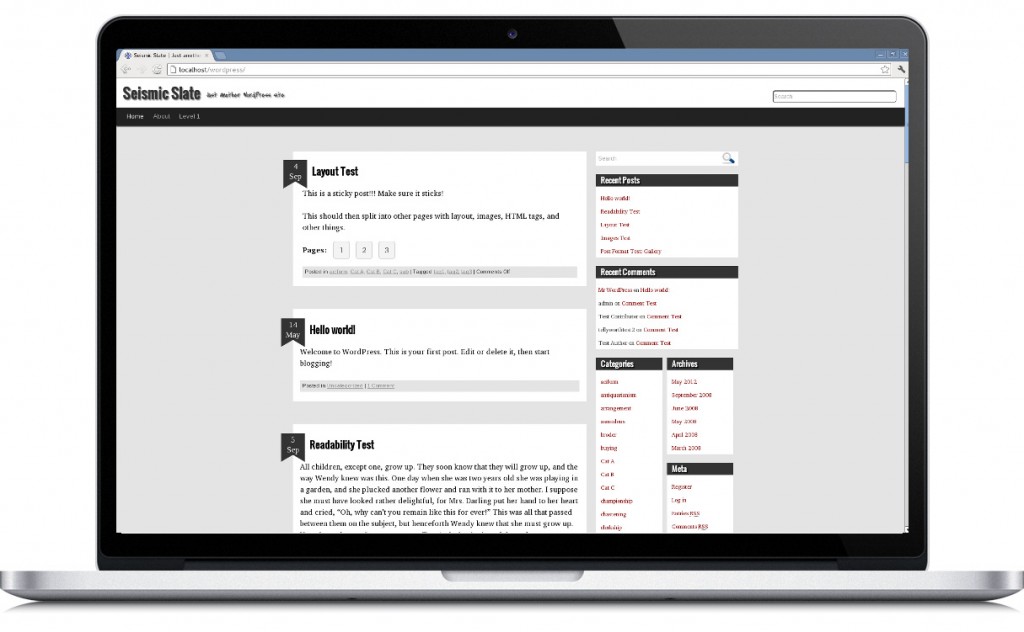 Seismic Slate | Just another
localhost/wordpress/
Seismic Slate Just another WordPress site
Search
Home About Level 1
4
Sep
Layout Test
This is a sticky post!!! Make sure it sticks!
This should then split into other pages with layout, images, HTML tags, and
other things.
Pages: 1 2 3
Posted in aciform, Cat A, Cat B, Cat C, sub | Tagged tag1, tag2, tag3 | Comments Off
14
May
Hello world!
Welcome to WordPress. This is your first post. Edit or delete it, then start
blogging!
Posted in Uncategorized | 1 Comment
5
Sep
Readability Test
All children, except one, grow up. They soon know that they will grow up, and the
way Wendy knew was this. One day when she was two years old she was playing in
a garden, and she plucked another flower and ran with it to her mother. I suppose
she must have looked rather delightful, for Mrs. Darling put her hand to her heart
and cried, “Oh, why can't you remain like this for ever!” This was all that passed
between them on the subject, but henceforth Wendy knew that she must grow up.
Search
Recent Posts
Hello world!
Readability Test
Layout Test
Images Test
Post Format Test: Gallery
Recent Comments
Mr WordPress on Hello world!
admin on Comment Test
Test Contributor on Comment Test
tellyworthtest2 on Comment Test
Test Author on Comment Test
Categories
aciform
antiquarianism
arrangement
asmodeus
broder
buying
Cat A
Cat B
Cat C
championship
chastening
clerkship
Archives
May 2012
September 2008
June 2008
May 2008
April 2008
March 2008
Meta
Register
Log in
Entries RSS
Comments RSS